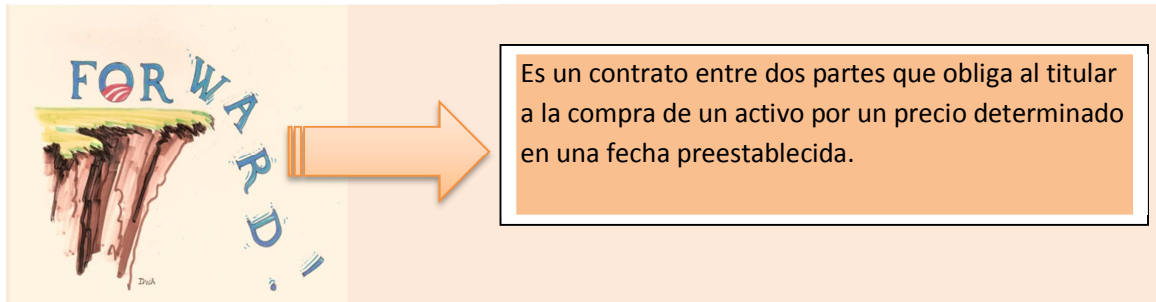 FORWARD!
Es un contrato entre dos partes que obliga al titular
a la compra de un activo por un precio determinado
en una fecha preestablecida.